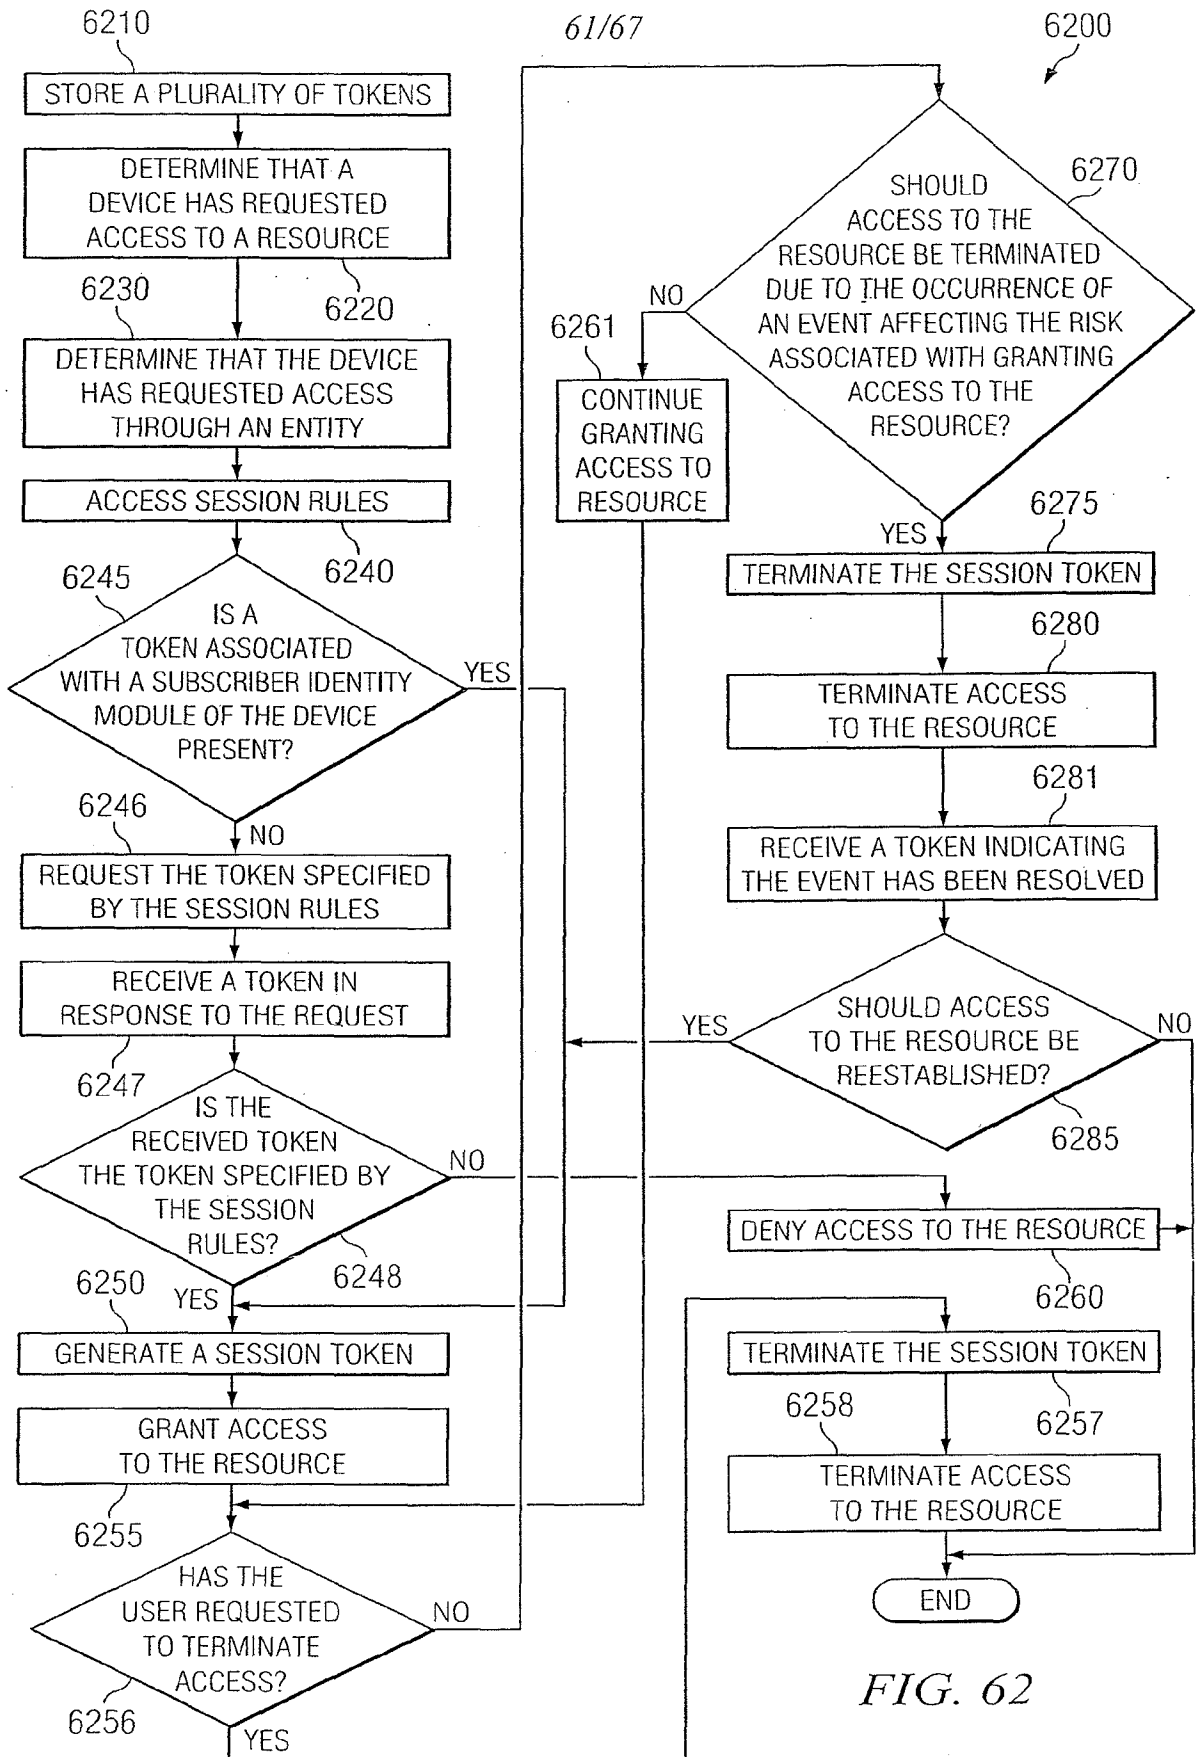 61/67
6200
6210
STORE A PLURALITY OF TOKENS
DETERMINE THAT A
DEVICE HAS REQUESTED
ACCESS TO A RESOURCE
6220
6230
DETERMINE THAT THE DEVICE
HAS REQUESTED ACCESS
THROUGH AN ENTITY
ACCESS SESSION RULES
6240
6245
IS A
TOKEN ASSOCIATED
WITH A SUBSCRIBER IDENTITY
MODULE OF THE DEVICE
PRESENT?
YES
NO
6246
REQUEST THE TOKEN SPECIFIED
BY THE SESSION RULES
RECEIVE A TOKEN IN
RESPONSE TO THE REQUEST
6247
IS THE
RECEIVED TOKEN
THE TOKEN SPECIFIED BY
THE SESSION
RULES?
NO
6248
YES
6250
GENERATE A SESSION TOKEN
GRANT ACCESS
TO THE RESOURCE
6255
HAS THE
USER REQUESTED
TO TERMINATE
ACCESS?
NO
6256
YES
6270
SHOULD
ACCESS TO THE
RESOURCE BE TERMINATED
DUE TO THE OCCURRENCE OF
AN EVENT AFFECTING THE RISK
ASSOCIATED WITH GRANTING
ACCESS TO THE
RESOURCE?
NO
6261
CONTINUE
GRANTING
ACCESS TO
RESOURCE
YES
6275
TERMINATE THE SESSION TOKEN
6280
TERMINATE ACCESS
TO THE RESOURCE
6281
RECEIVE A TOKEN INDICATING
THE EVENT HAS BEEN RESOLVED
SHOULD ACCESS
TO THE RESOURCE BE
REESTABLISHED?
YES
NO
6285
DENY ACCESS TO THE RESOURCE
6260
TERMINATE THE SESSION TOKEN
6257
6258
TERMINATE ACCESS
TO THE RESOURCE
END
FIG. 62